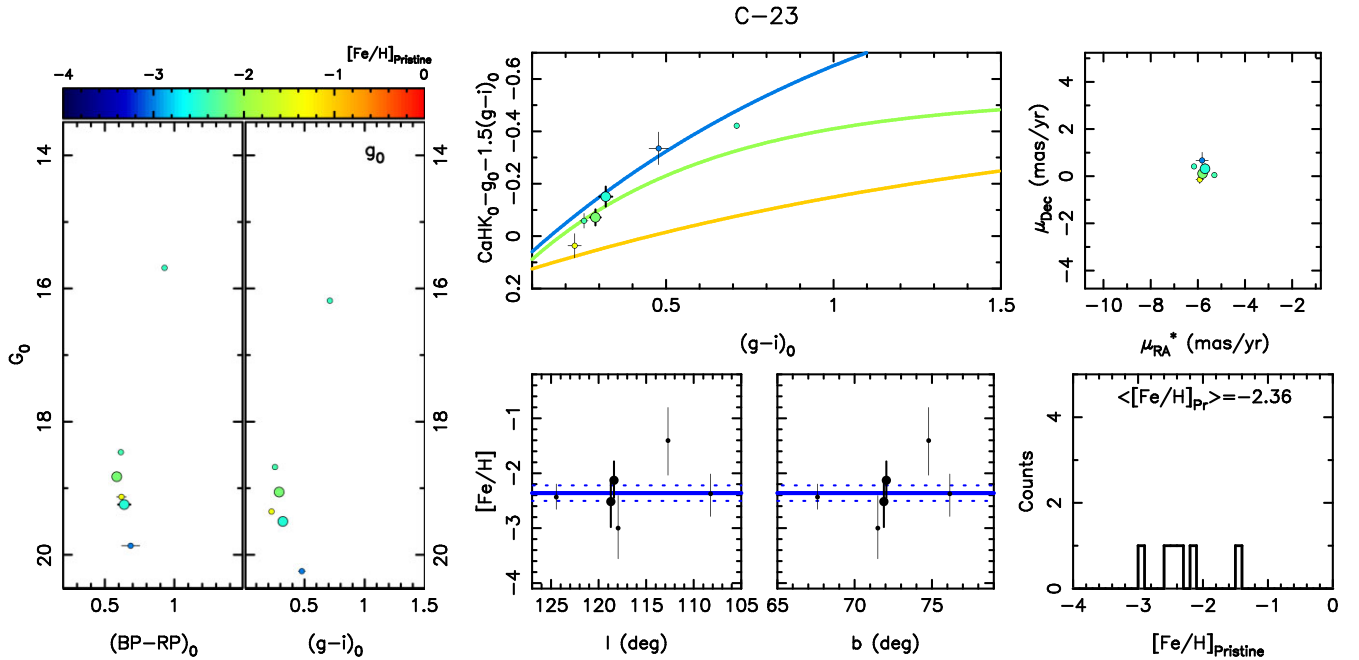 C-23
[Fe/H]Pristine
-4 -3 -2 -1 0
g0
14 16 18 20
G0
14 16 18 20
0.5 1
(BP-RP)0
0.5 1 1.5
(g-i)0
CaHK0-g0-1.5(g-i)0
-0.6 -0.4 -0.2 0 0.2
0.5 1 1.5
(g-i)0
μDec (mas/yr)
4 2 0 -2 -4
-10 -8 -6 -4 -2
μRA* (mas/yr)
[Fe/H]
-1 -2 -3 -4
125 120 115 110 105
l (deg)
65 70 75
b (deg)
<[Fe/H]Pr>=-2.36
Counts
4 2 0
-4 -3 -2 -1 0
[Fe/H]Pristine